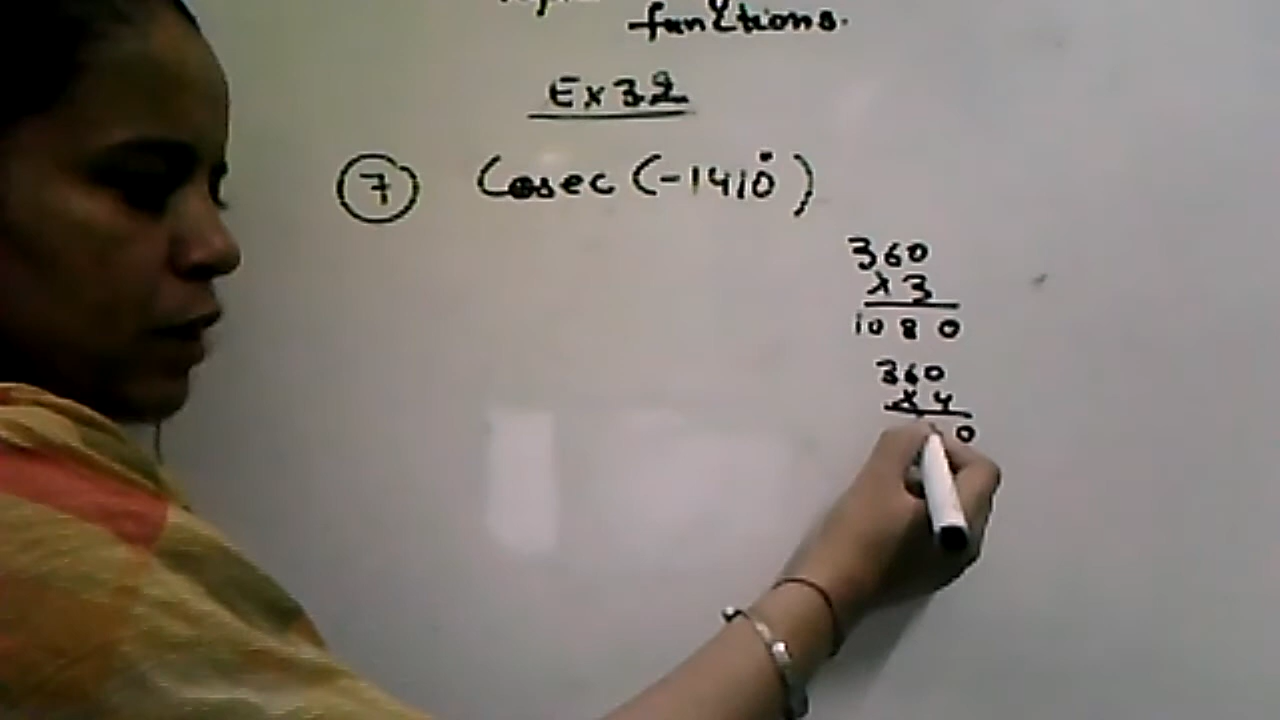 functions.
Ex 3.2
7 Cosec (-1410°)
360
x 3
1080
360
x 4
0